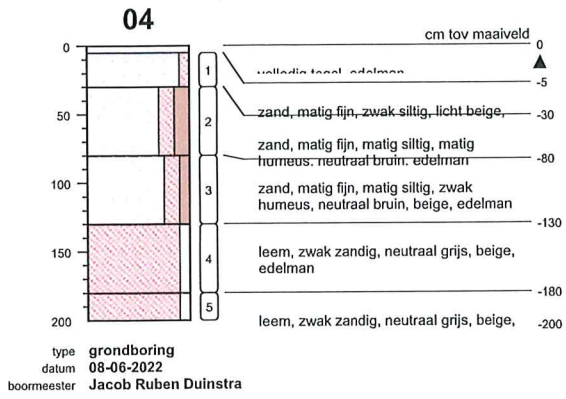 04
cm tov maaiveld
0
0
1
volledig tegel, edelman
-5
50
2
zand, matig fijn, zwak siltig, licht beige,
-30
zand, matig fijn, matig siltig, matig
humeus, neutraal bruin, edelman
-80
100
3
zand, matig fijn, matig siltig, zwak
humeus, neutraal bruin, beige, edelman
-130
150
4
leem, zwak zandig, neutraal grijs, beige,
edelman
-180
5
200
leem, zwak zandig, neutraal grijs, beige,
-200
type grondboring
datum 08-06-2022
boormeester Jacob Ruben Duinstra